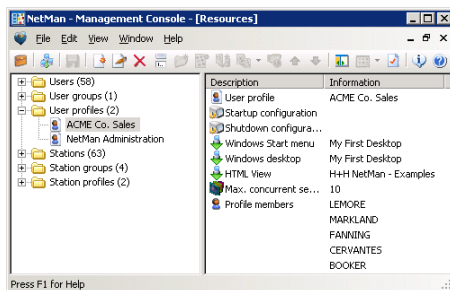 NetMan - Management Console - [Resources]
File Edit View Window Help
Users (58)
User groups (1)
User profiles (2)
ACME Co. Sales
NetMan Administration
Stations (63)
Station groups (4)
Station profiles (2)
Description Information
User profile ACME Co. Sales
Startup configuration
Shutdown configura...
Windows Start menu My First Desktop
Windows desktop My First Desktop
HTML View H+H NetMan - Examples
Max. concurrent se... 10
Profile members LEMORE
MARKLAND
FANNING
CERVANTES
BOOKER
Press F1 for Help